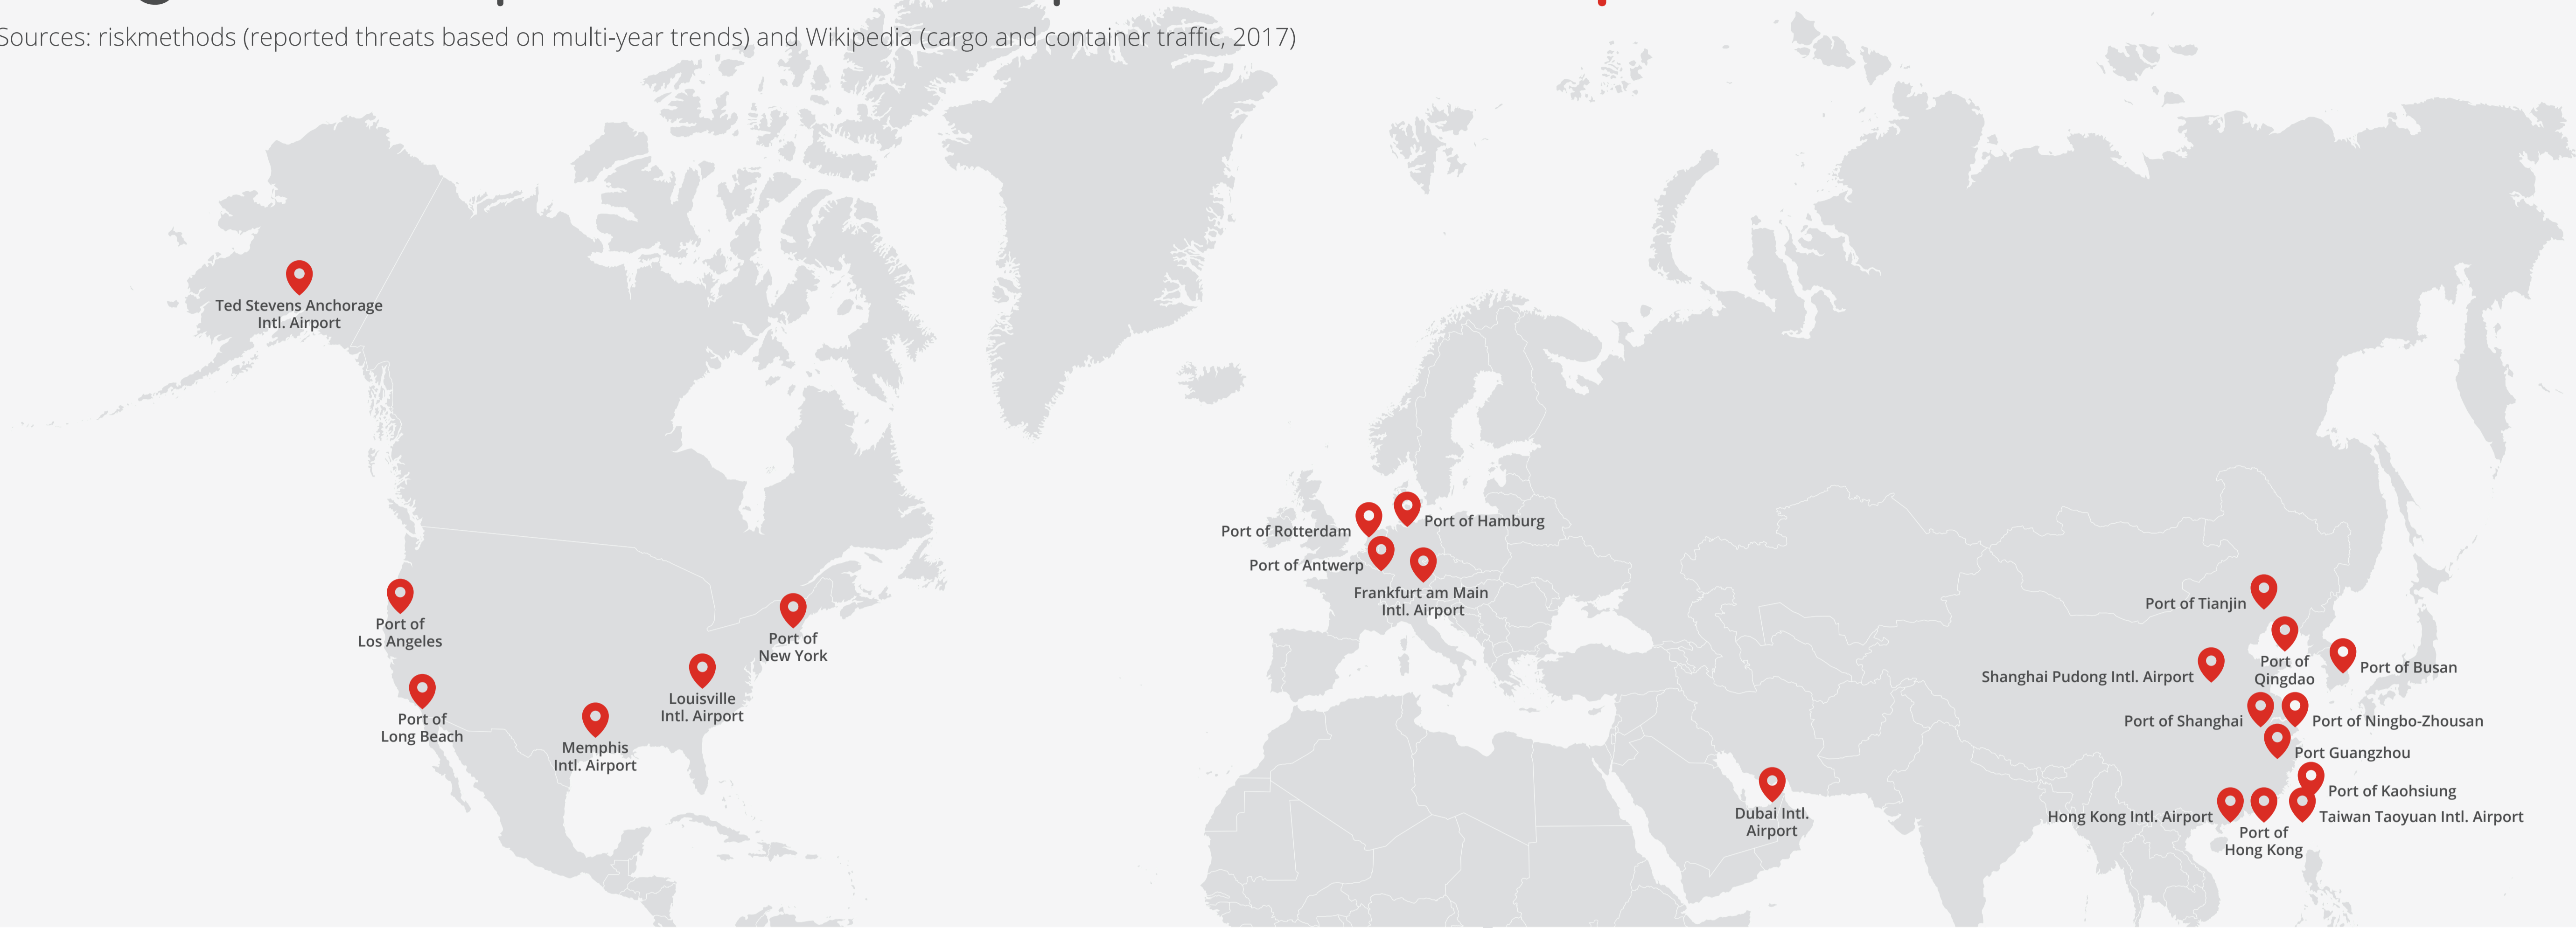 Sources: riskmethods (reported threats based on multi-year trends) and Wikipedia (cargo and container traffic, 2017)
Ted Stevens Anchorage
Intl. Airport
Port of
Los Angeles
Port of
Long Beach
Memphis
Intl. Airport
Louisville
Intl. Airport
Port of
New York
Port of Rotterdam
Port of Hamburg
Port of Antwerp
Frankfurt am Main
Intl. Airport
Dubai Intl.
Airport
Port of Tianjin
Port of
Qingdao
Port of Busan
Shanghai Pudong Intl. Airport
Port of Shanghai
Port of Ningbo-Zhousan
Port Guangzhou
Port of Kaohsiung
Hong Kong Intl. Airport
Port of
Hong Kong
Taiwan Taoyuan Intl. Airport